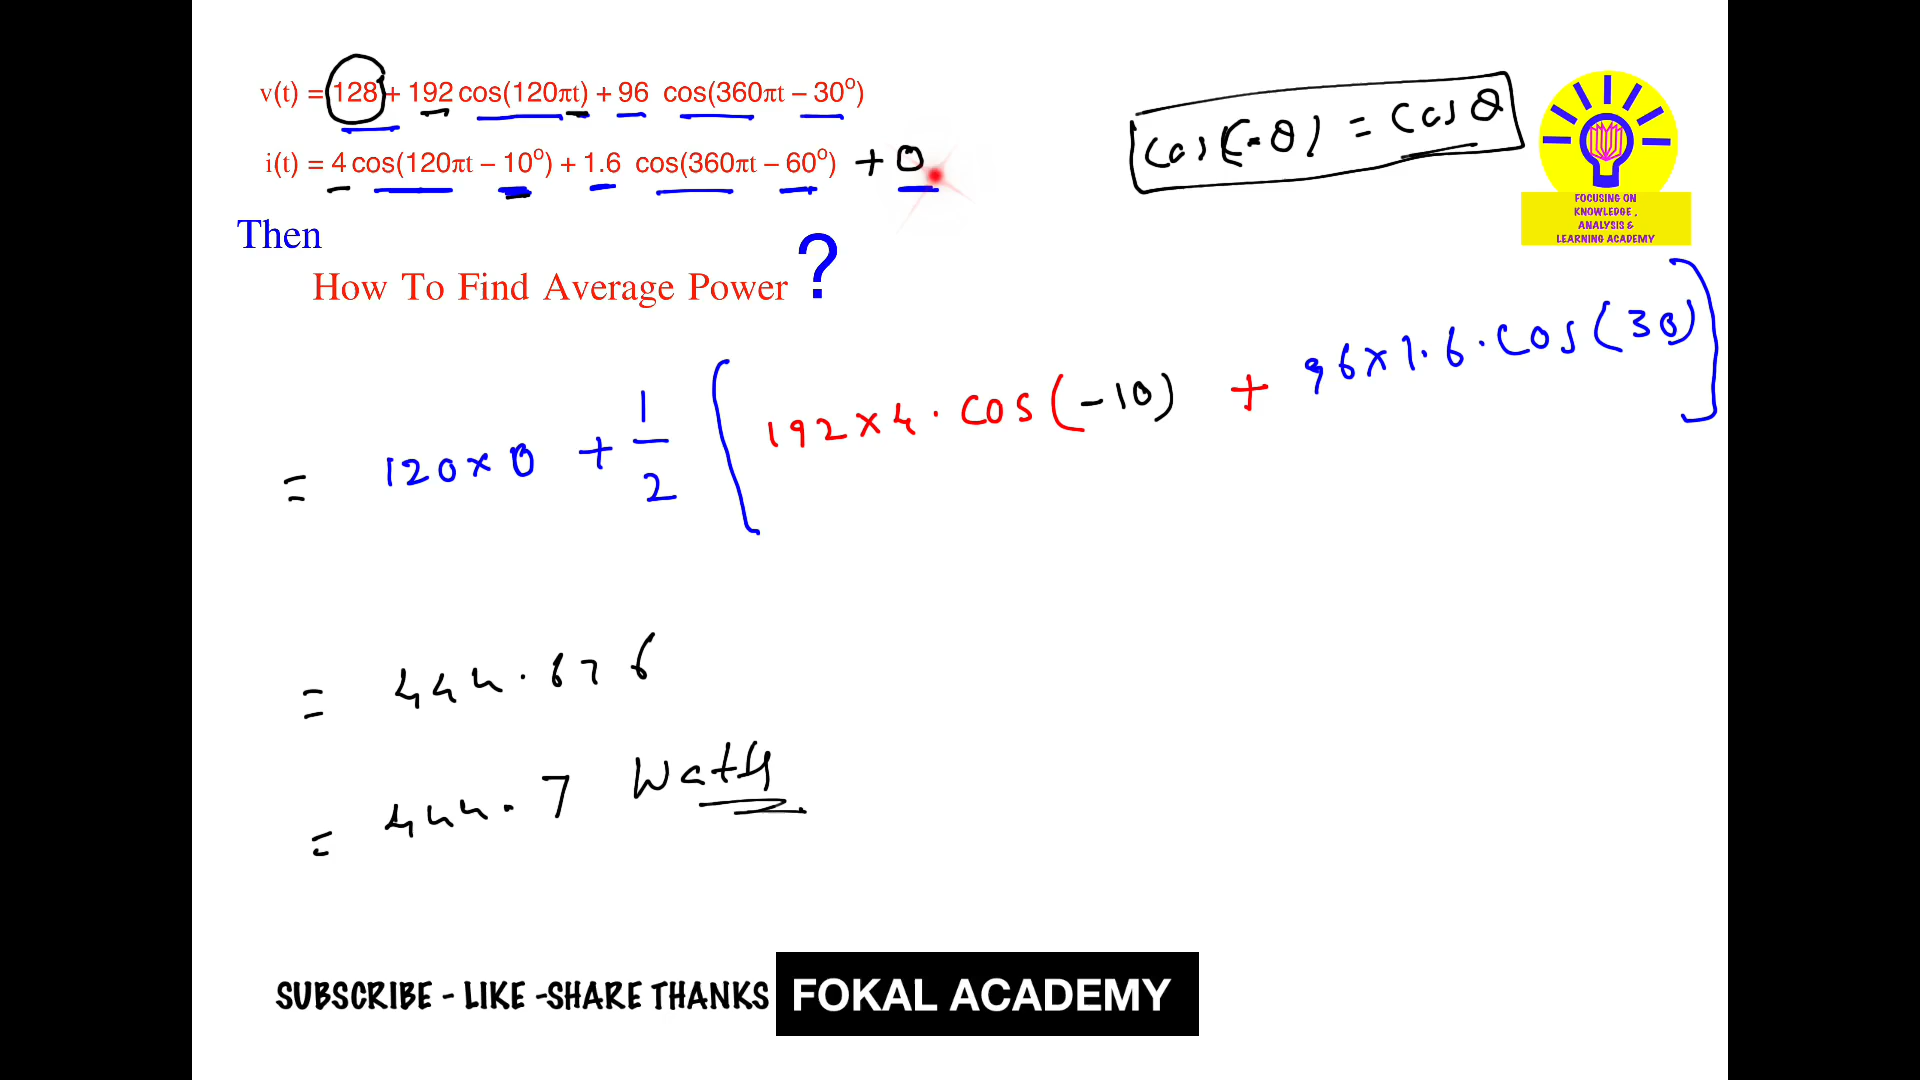 v(t) = 128 + 192 cos(120πt) + 96 cos(360πt – 30°)
i(t) = 4 cos(120πt – 10°) + 1.6 cos(360πt – 60°) + 0
cos(-θ) = cos θ
FOCUSING ON
KNOWLEDGE ,
ANALYSIS &
LEARNING ACADEMY
Then
How To Find Average Power ?
= 120 × 0 + 1/2 [ 192 × 4 . cos(-10) + 96 × 1.6 . cos(30) ]
= 444.676
= 444.7 Watts
SUBSCRIBE - LIKE -SHARE THANKS FOKAL ACADEMY